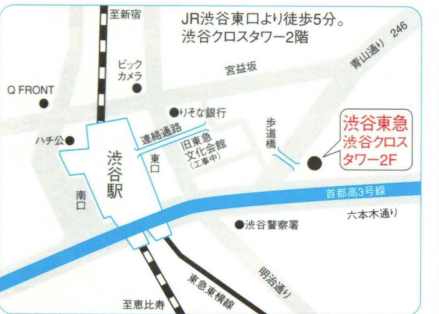 至新宿
JR渋谷東口より徒歩5分。
渋谷クロスタワー2階
ビック
カメラ
宮益坂
青山通り 246
Q FRONT
りそな銀行
ハチ公
連絡通路
旧東急
文化会館
(工事中)
歩道橋
渋谷東急
渋谷クロス
タワー2F
渋谷駅
東口
南口
首都高3号線
六本木通り
渋谷警察署
明治通り
東急東横線
至恵比寿